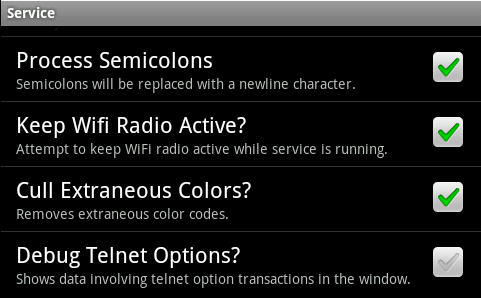 Service
Process Semicolons
Semicolons will be replaced with a newline character.
Keep Wifi Radio Active?
Attempt to keep WiFi radio active while service is running.
Cull Extraneous Colors?
Removes extraneous color codes.
Debug Telnet Options?
Shows data involving telnet option transactions in the window.